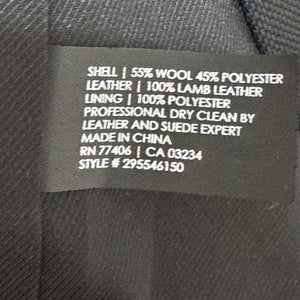 SHELL | 55% WOOL 45% POLYESTER
LEATHER | 100% LAMB LEATHER
LINING | 100% POLYESTER
PROFESSIONAL DRY CLEAN BY
LEATHER AND SUEDE EXPERT
MADE IN CHINA
RN 77406 | CA 03234
STYLE # 295546150